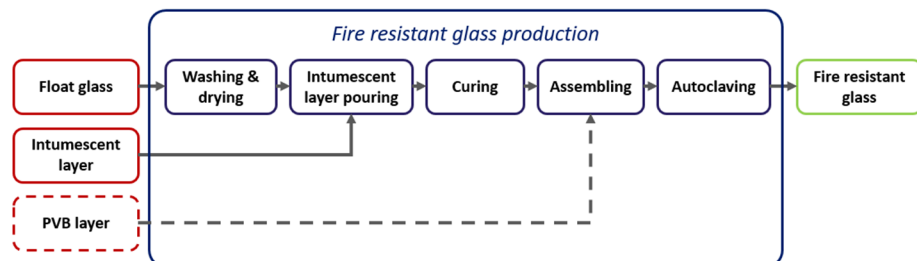 Fire resistant glass production
Float glass
Washing &
drying
Intumescent
layer pouring
Curing
Assembling
Autoclaving
Fire resistant
glass
Intumescent
layer
PVB layer